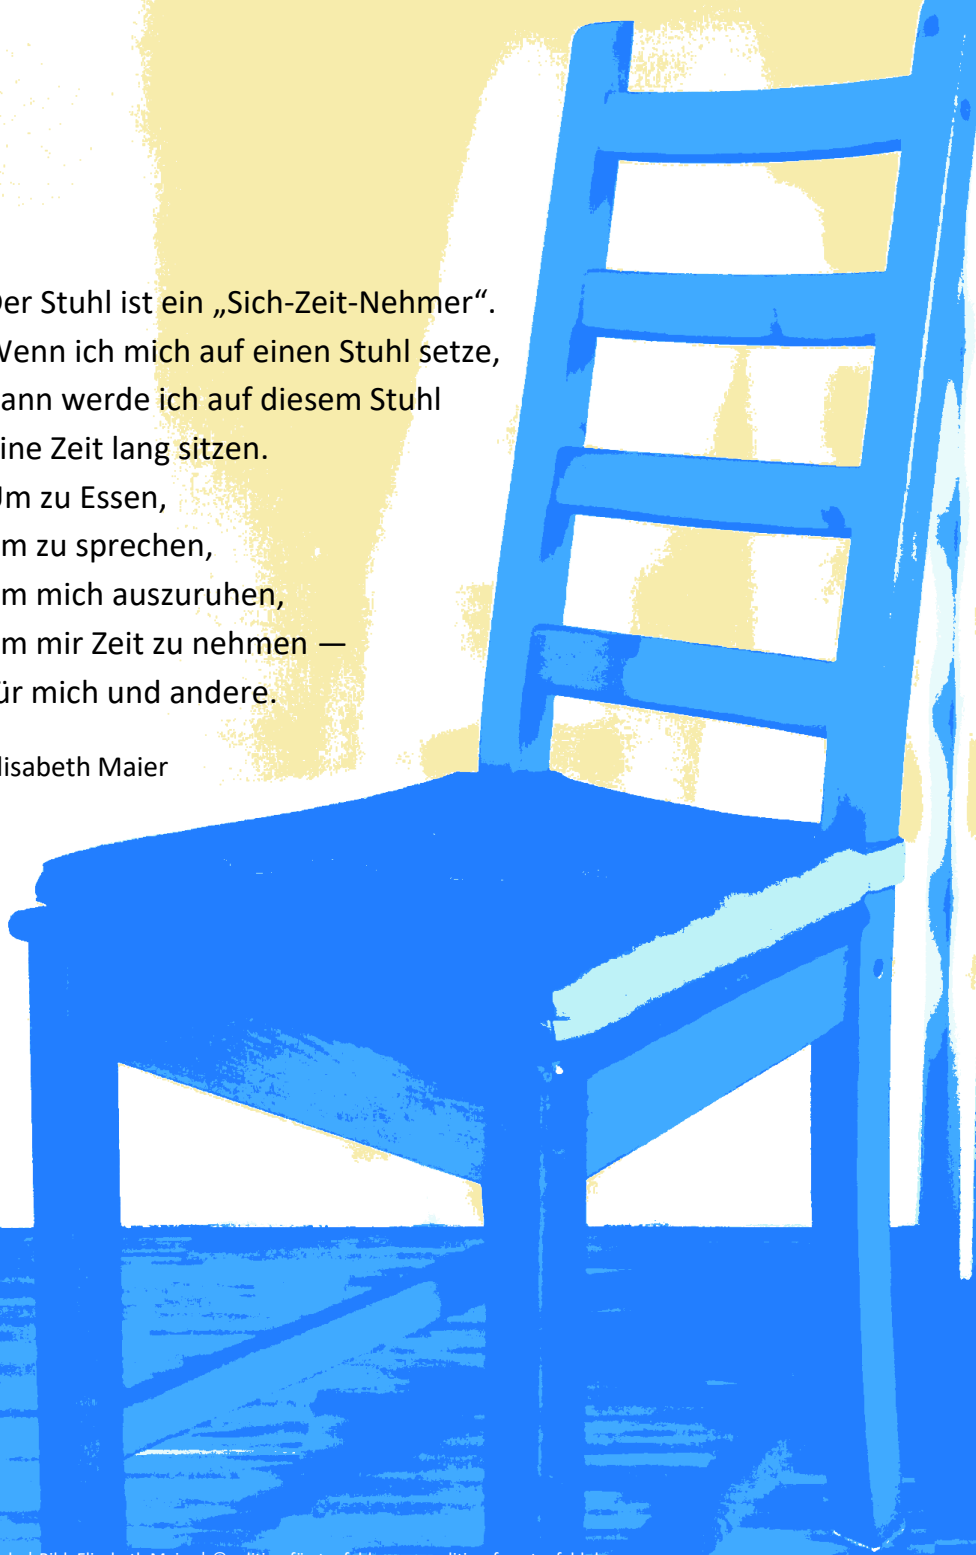 er Stuhl ist ein „Sich-Zeit-Nehmer“.
Wenn ich mich auf einen Stuhl setze,
ann werde ich auf diesem Stuhl
ine Zeit lang sitzen.
Um zu Essen,
m zu sprechen,
m mich auszuruhen,
m mir Zeit zu nehmen —
ür mich und andere.
lisabeth Maier